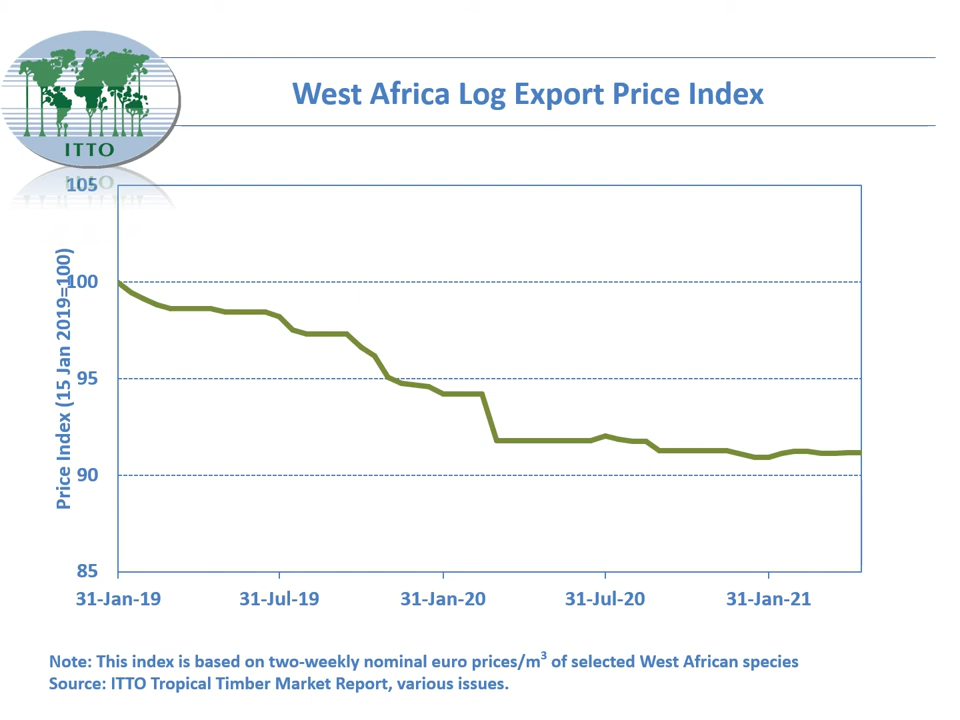 West Africa Log Export Price Index
ITTO
ITTO
105
100
95
90
85
Price Index (15 Jan 2019=100)
31-Jan-19 31-Jul-19 31-Jan-20 31-Jul-20 31-Jan-21
Note: This index is based on two-weekly nominal euro prices/m³ of selected West African species
Source: ITTO Tropical Timber Market Report, various issues.